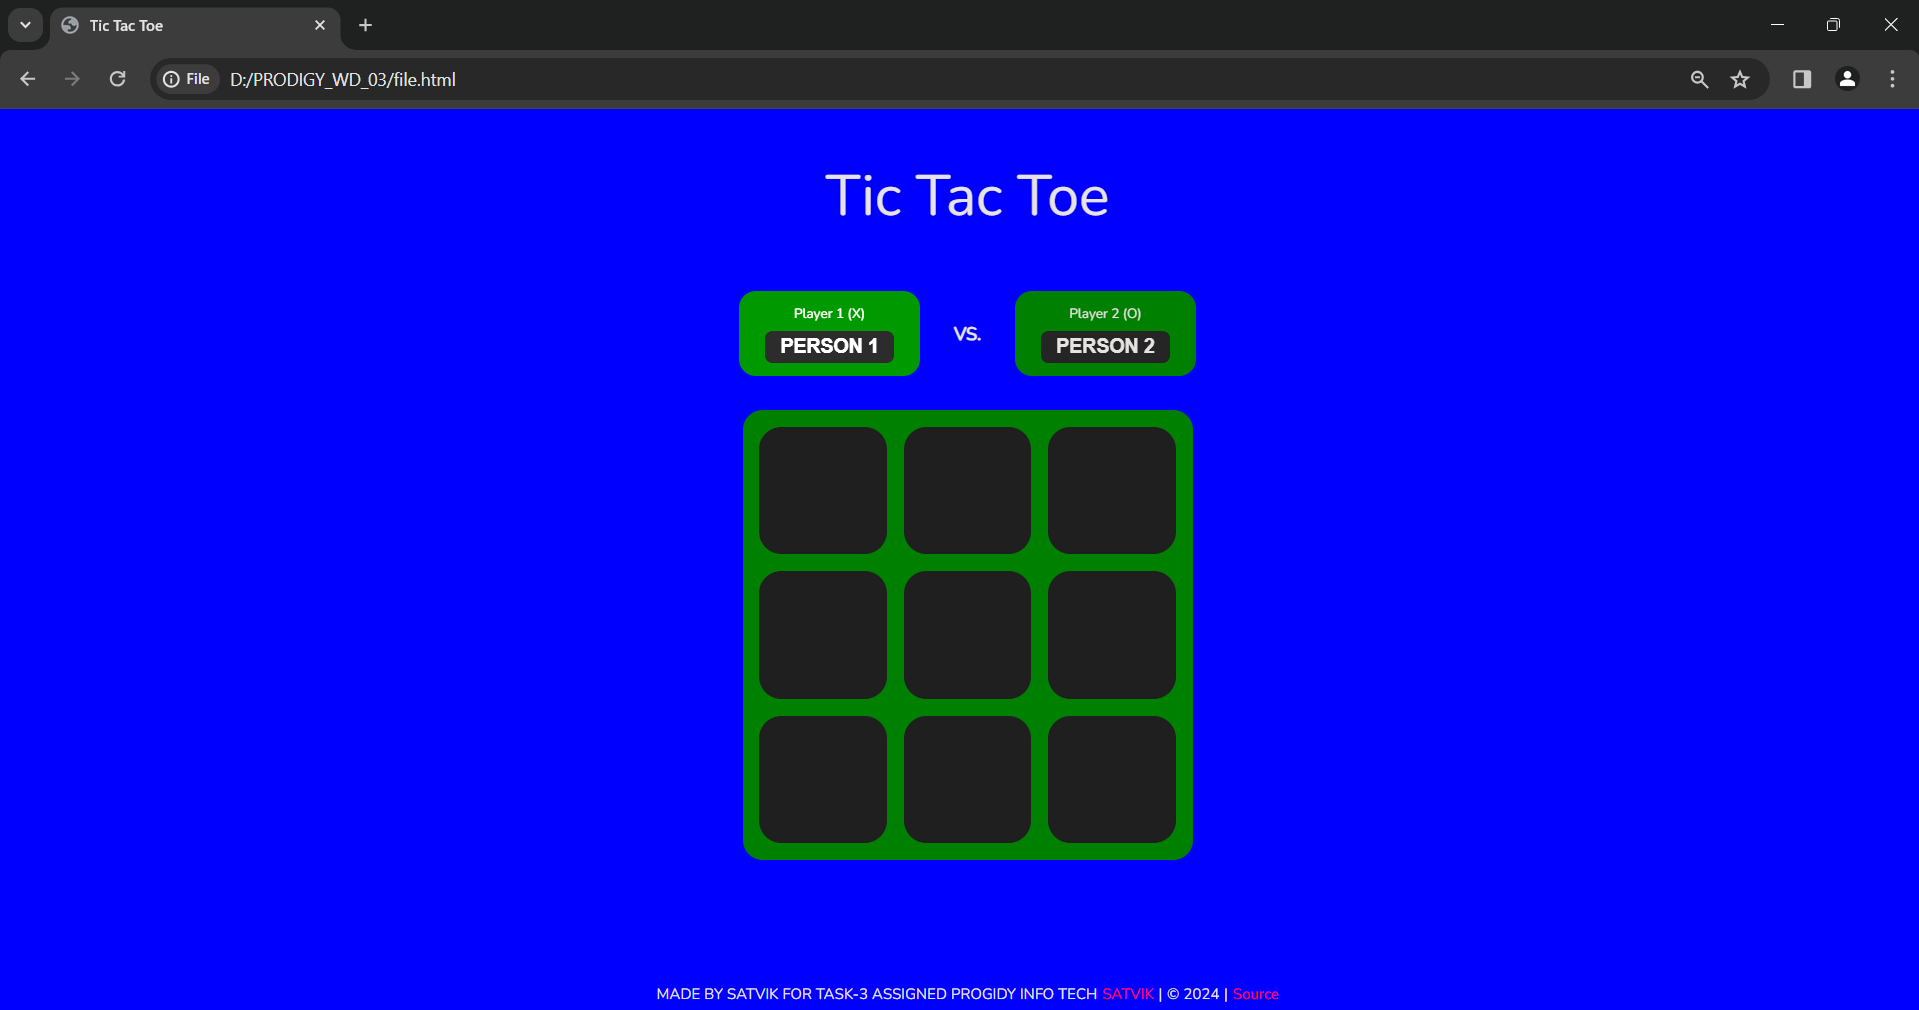 Tic Tac Toe
File D:/PRODIGY_WD_03/file.html
Tic Tac Toe
Player 1 (X)
PERSON 1
VS.
Player 2 (O)
PERSON 2
MADE BY SATVIK FOR TASK-3 ASSIGNED PROGIDY INFO TECH SATVIK | © 2024 | Source